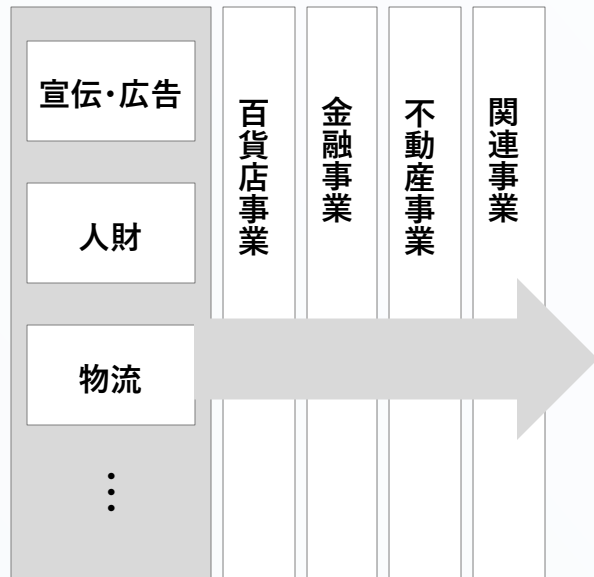 宣伝・広告
人財
物流
⋮
百貨店事業
金融事業
不動産事業
関連事業